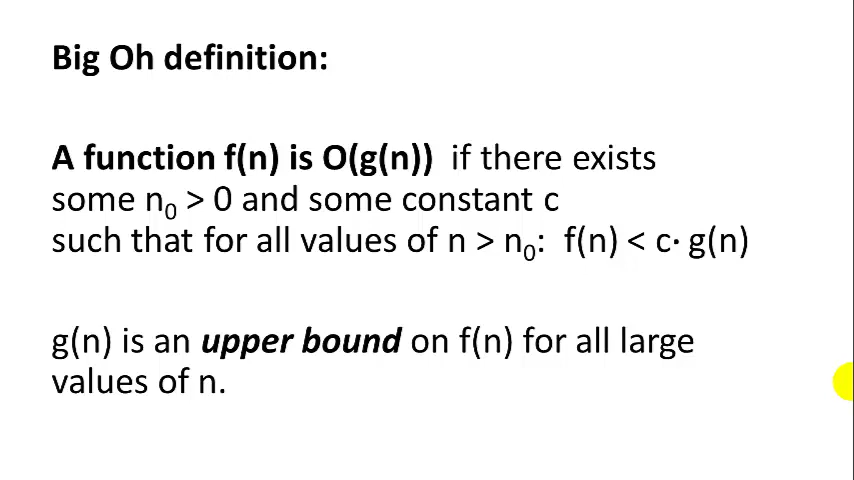 Big Oh definition:
A function f(n) is O(g(n)) if there exists
some n₀ > 0 and some constant c
such that for all values of n > n₀: f(n) < c· g(n)
g(n) is an upper bound on f(n) for all large
values of n.